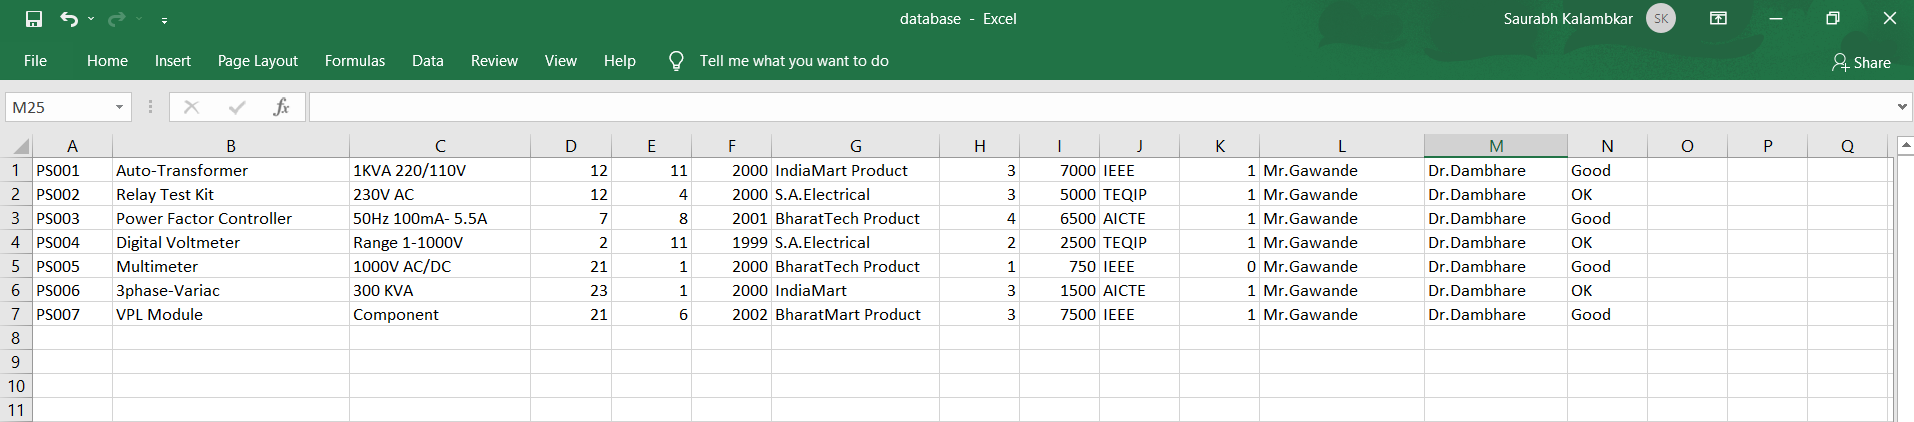 database - Excel
Saurabh Kalambkar SK
File Home Insert Page Layout Formulas Data Review View Help Tell me what you want to do Share
M25 fx
A B C D E F G H I J K L M N O P Q
1 PS001 Auto-Transformer 1KVA 220/110V 12 11 2000 IndiaMart Product 3 7000 IEEE 1 Mr.Gawande Dr.Dambhare Good
2 PS002 Relay Test Kit 230V AC 12 4 2000 S.A.Electrical 3 5000 TEQIP 1 Mr.Gawande Dr.Dambhare OK
3 PS003 Power Factor Controller 50Hz 100mA- 5.5A 7 8 2001 BharatTech Product 4 6500 AICTE 1 Mr.Gawande Dr.Dambhare Good
4 PS004 Digital Voltmeter Range 1-1000V 2 11 1999 S.A.Electrical 2 2500 TEQIP 1 Mr.Gawande Dr.Dambhare OK
5 PS005 Multimeter 1000V AC/DC 21 1 2000 BharatTech Product 1 750 IEEE 0 Mr.Gawande Dr.Dambhare Good
6 PS006 3phase-Variac 300 KVA 23 1 2000 IndiaMart 3 1500 AICTE 1 Mr.Gawande Dr.Dambhare OK
7 PS007 VPL Module Component 21 6 2002 BharatMart Product 3 7500 IEEE 1 Mr.Gawande Dr.Dambhare Good
8
9
10
11